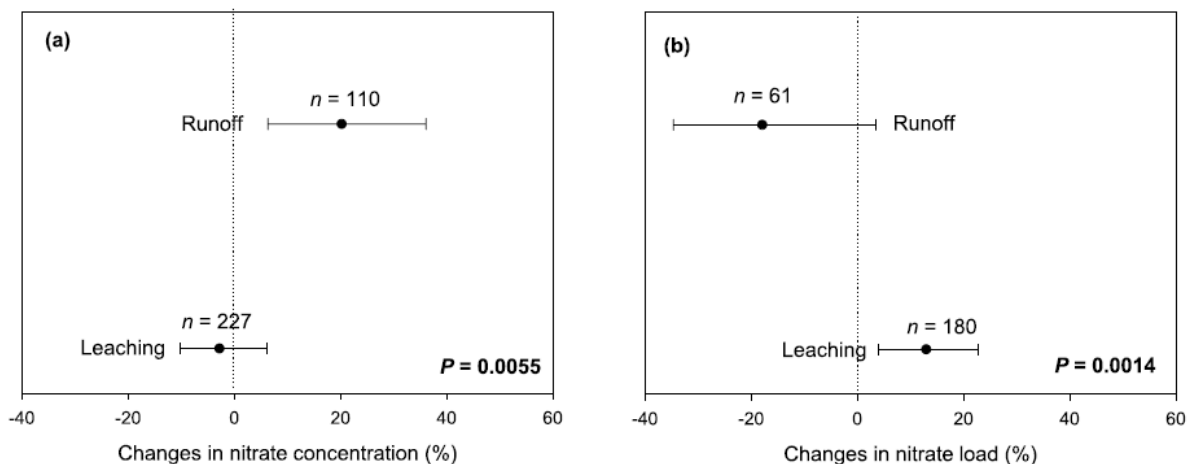 (a)
n = 110
Runoff
n = 227
Leaching
P = 0.0055
-40 -20 0 20 40 60
Changes in nitrate concentration (%)
(b)
n = 61
Runoff
n = 180
Leaching
P = 0.0014
-40 -20 0 20 40 60
Changes in nitrate load (%)